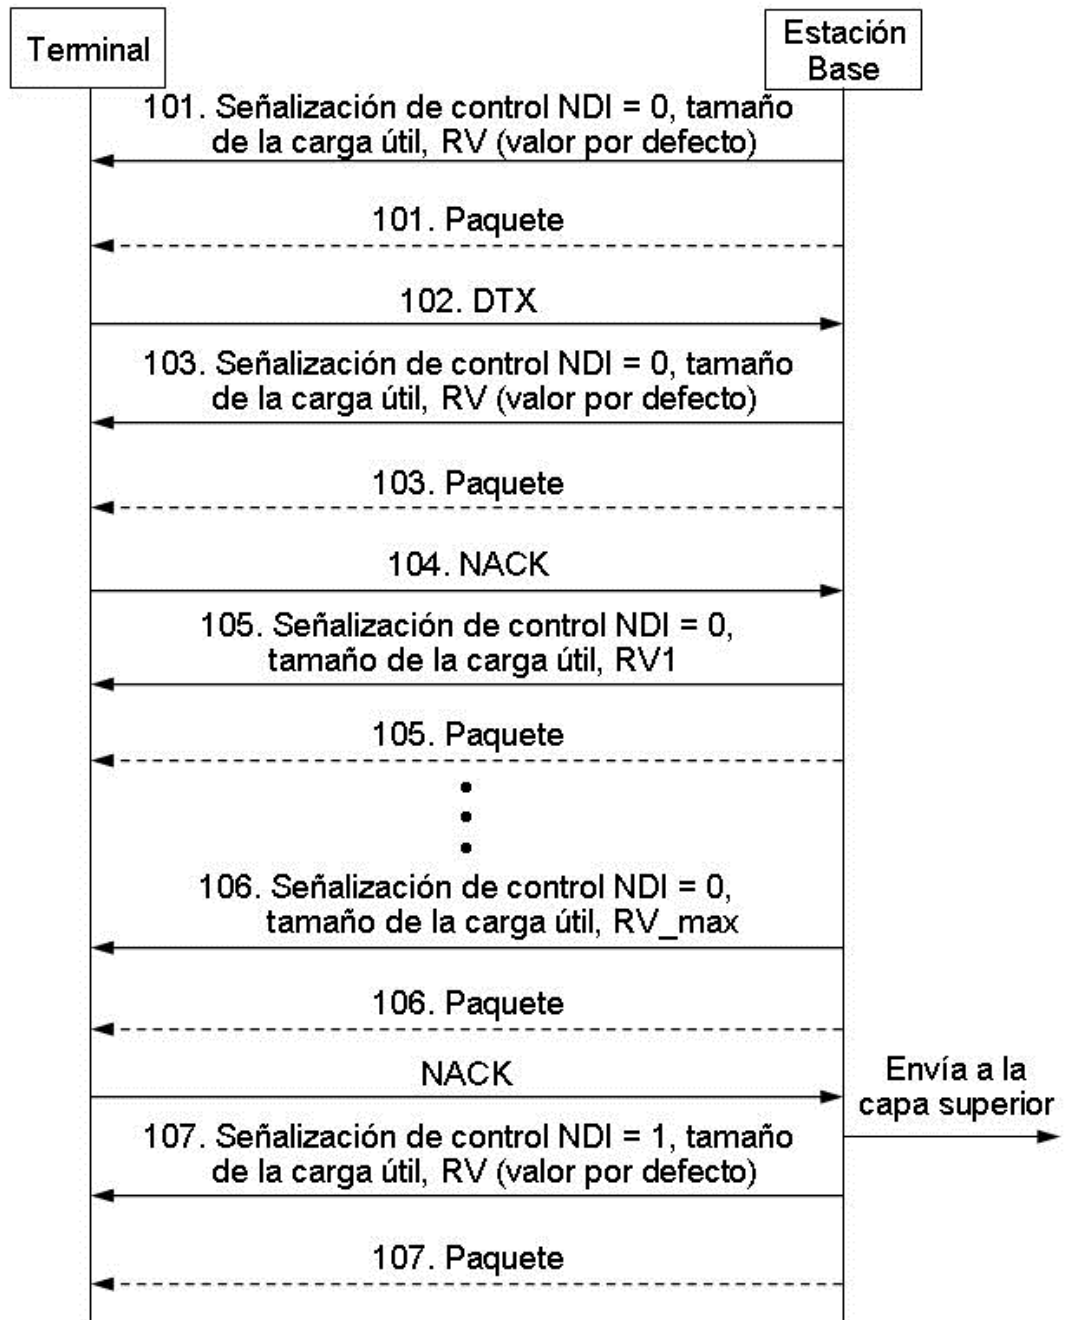 Terminal
Estación
Base
101. Señalización de control NDI = 0, tamaño
de la carga útil, RV (valor por defecto)
101. Paquete
102. DTX
103. Señalización de control NDI = 0, tamaño
de la carga útil, RV (valor por defecto)
103. Paquete
104. NACK
105. Señalización de control NDI = 0,
tamaño de la carga útil, RV1
105. Paquete
106. Señalización de control NDI = 0,
tamaño de la carga útil, RV_max
106. Paquete
NACK
Envía a la
capa superior
107. Señalización de control NDI = 1, tamaño
de la carga útil, RV (valor por defecto)
107. Paquete